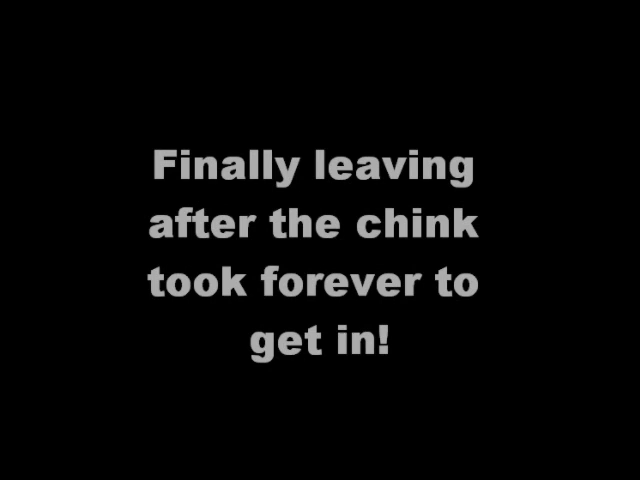 Finally leaving
after the chink
took forever to
get in!